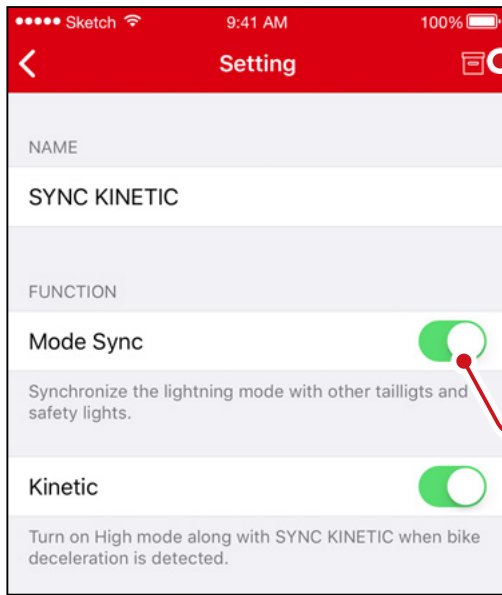 Sketch 9:41 AM 100%
Setting
NAME
SYNC KINETIC
FUNCTION
Mode Sync
Synchronize the lightning mode with other tailligts and
safety lights.
Kinetic
Turn on High mode along with SYNC KINETIC when bike
deceleration is detected.